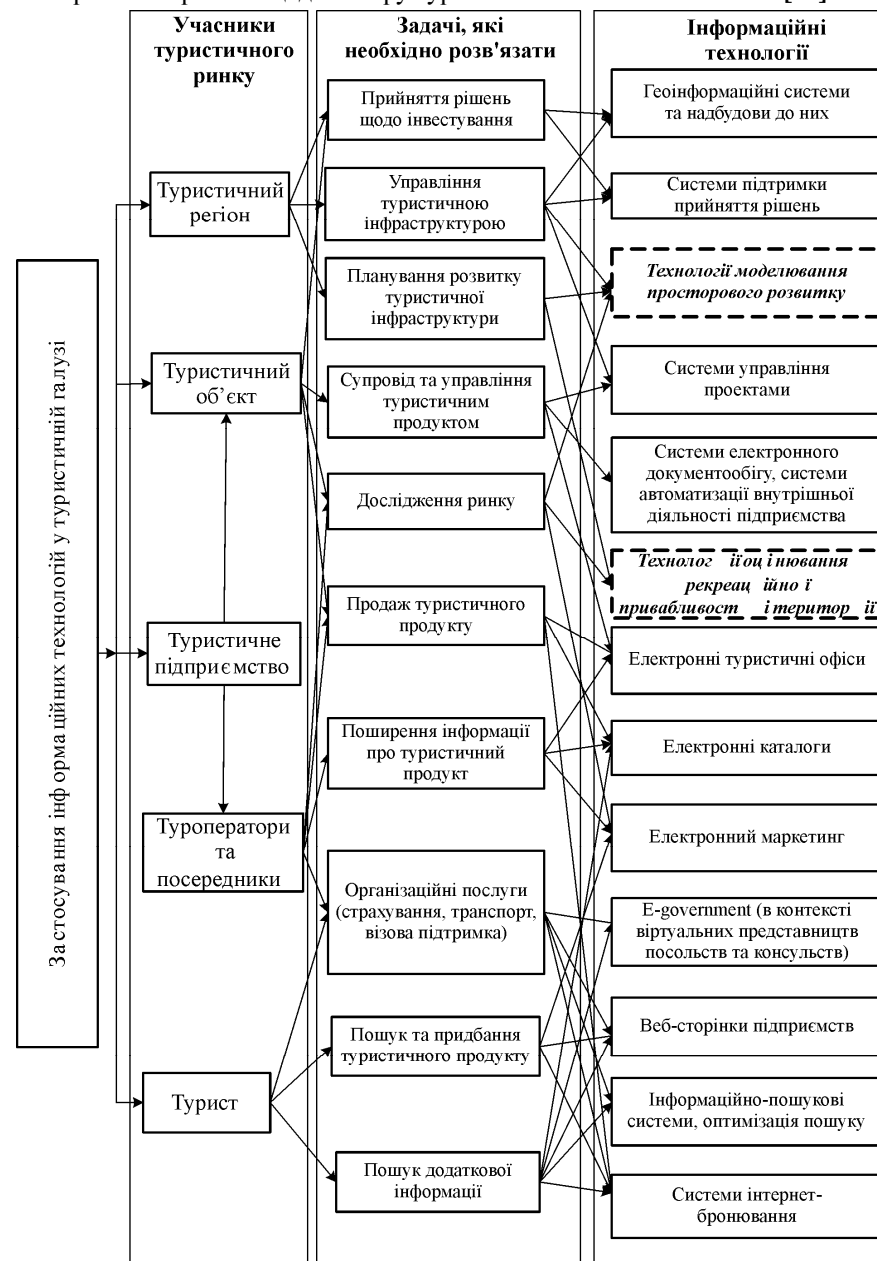 Застосування інформаційних технологій у туристичній галузі
Учасники
туристичного
ринку
Туристичний
регіон
Туристичний
об’єкт
Туристичне
підприємство
Туроператори
та
посередники
Турист
Задачі, які
необхідно розв'язати
Прийняття рішень
щодо інвестування
Управління
туристичною
інфраструктурою
Планування розвитку
туристичної
інфраструктури
Супровід та управління
туристичним
продуктом
Дослідження ринку
Продаж туристичного
продукту
Поширення інформації
про туристичний
продукт
Організаційні послуги
(страхування, транспорт,
візова підтримка)
Пошук та придбання
туристичного продукту
Пошук додаткової
інформації
Інформаційні
технології
Геоінформаційні системи
та надбудови до них
Системи підтримки
прийняття рішень
Технології моделювання
просторового розвитку
Системи управління
проектами
Системи електронного
документообігу, системи
автоматизації внутрішньої
діяльності підприємства
Технологіїоцінювання
рекреаційної
привабливостітериторії
Електронні туристичні офіси
Електронні каталоги
Електронний маркетинг
E-government (в контексті
віртуальних представництв
посольств та консульств)
Веб-сторінки підприємств
Інформаційно-пошукові
системи, оптимізація пошуку
Системи інтернет-
бронювання